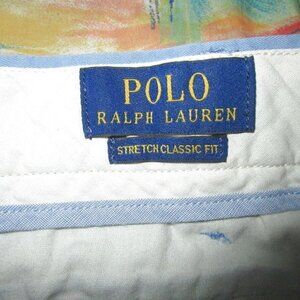 POLO
RALPH LAUREN
STRETCH CLASSIC FIT